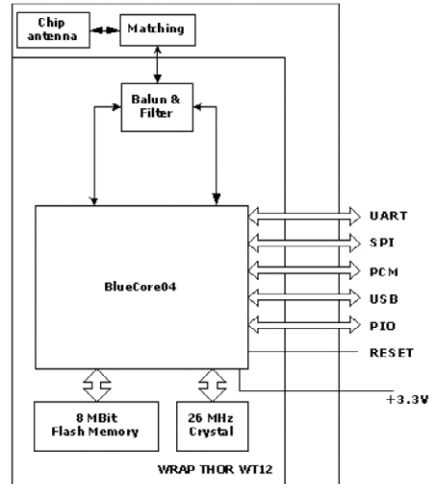 Chip
antenna
Matching
Balun &
Filter
BlueCore04
UART
SPI
PCM
USB
PIO
RESET
+3.3V
8 MBit
Flash Memory
26 MHz
Crystal
WRAP THOR WT12